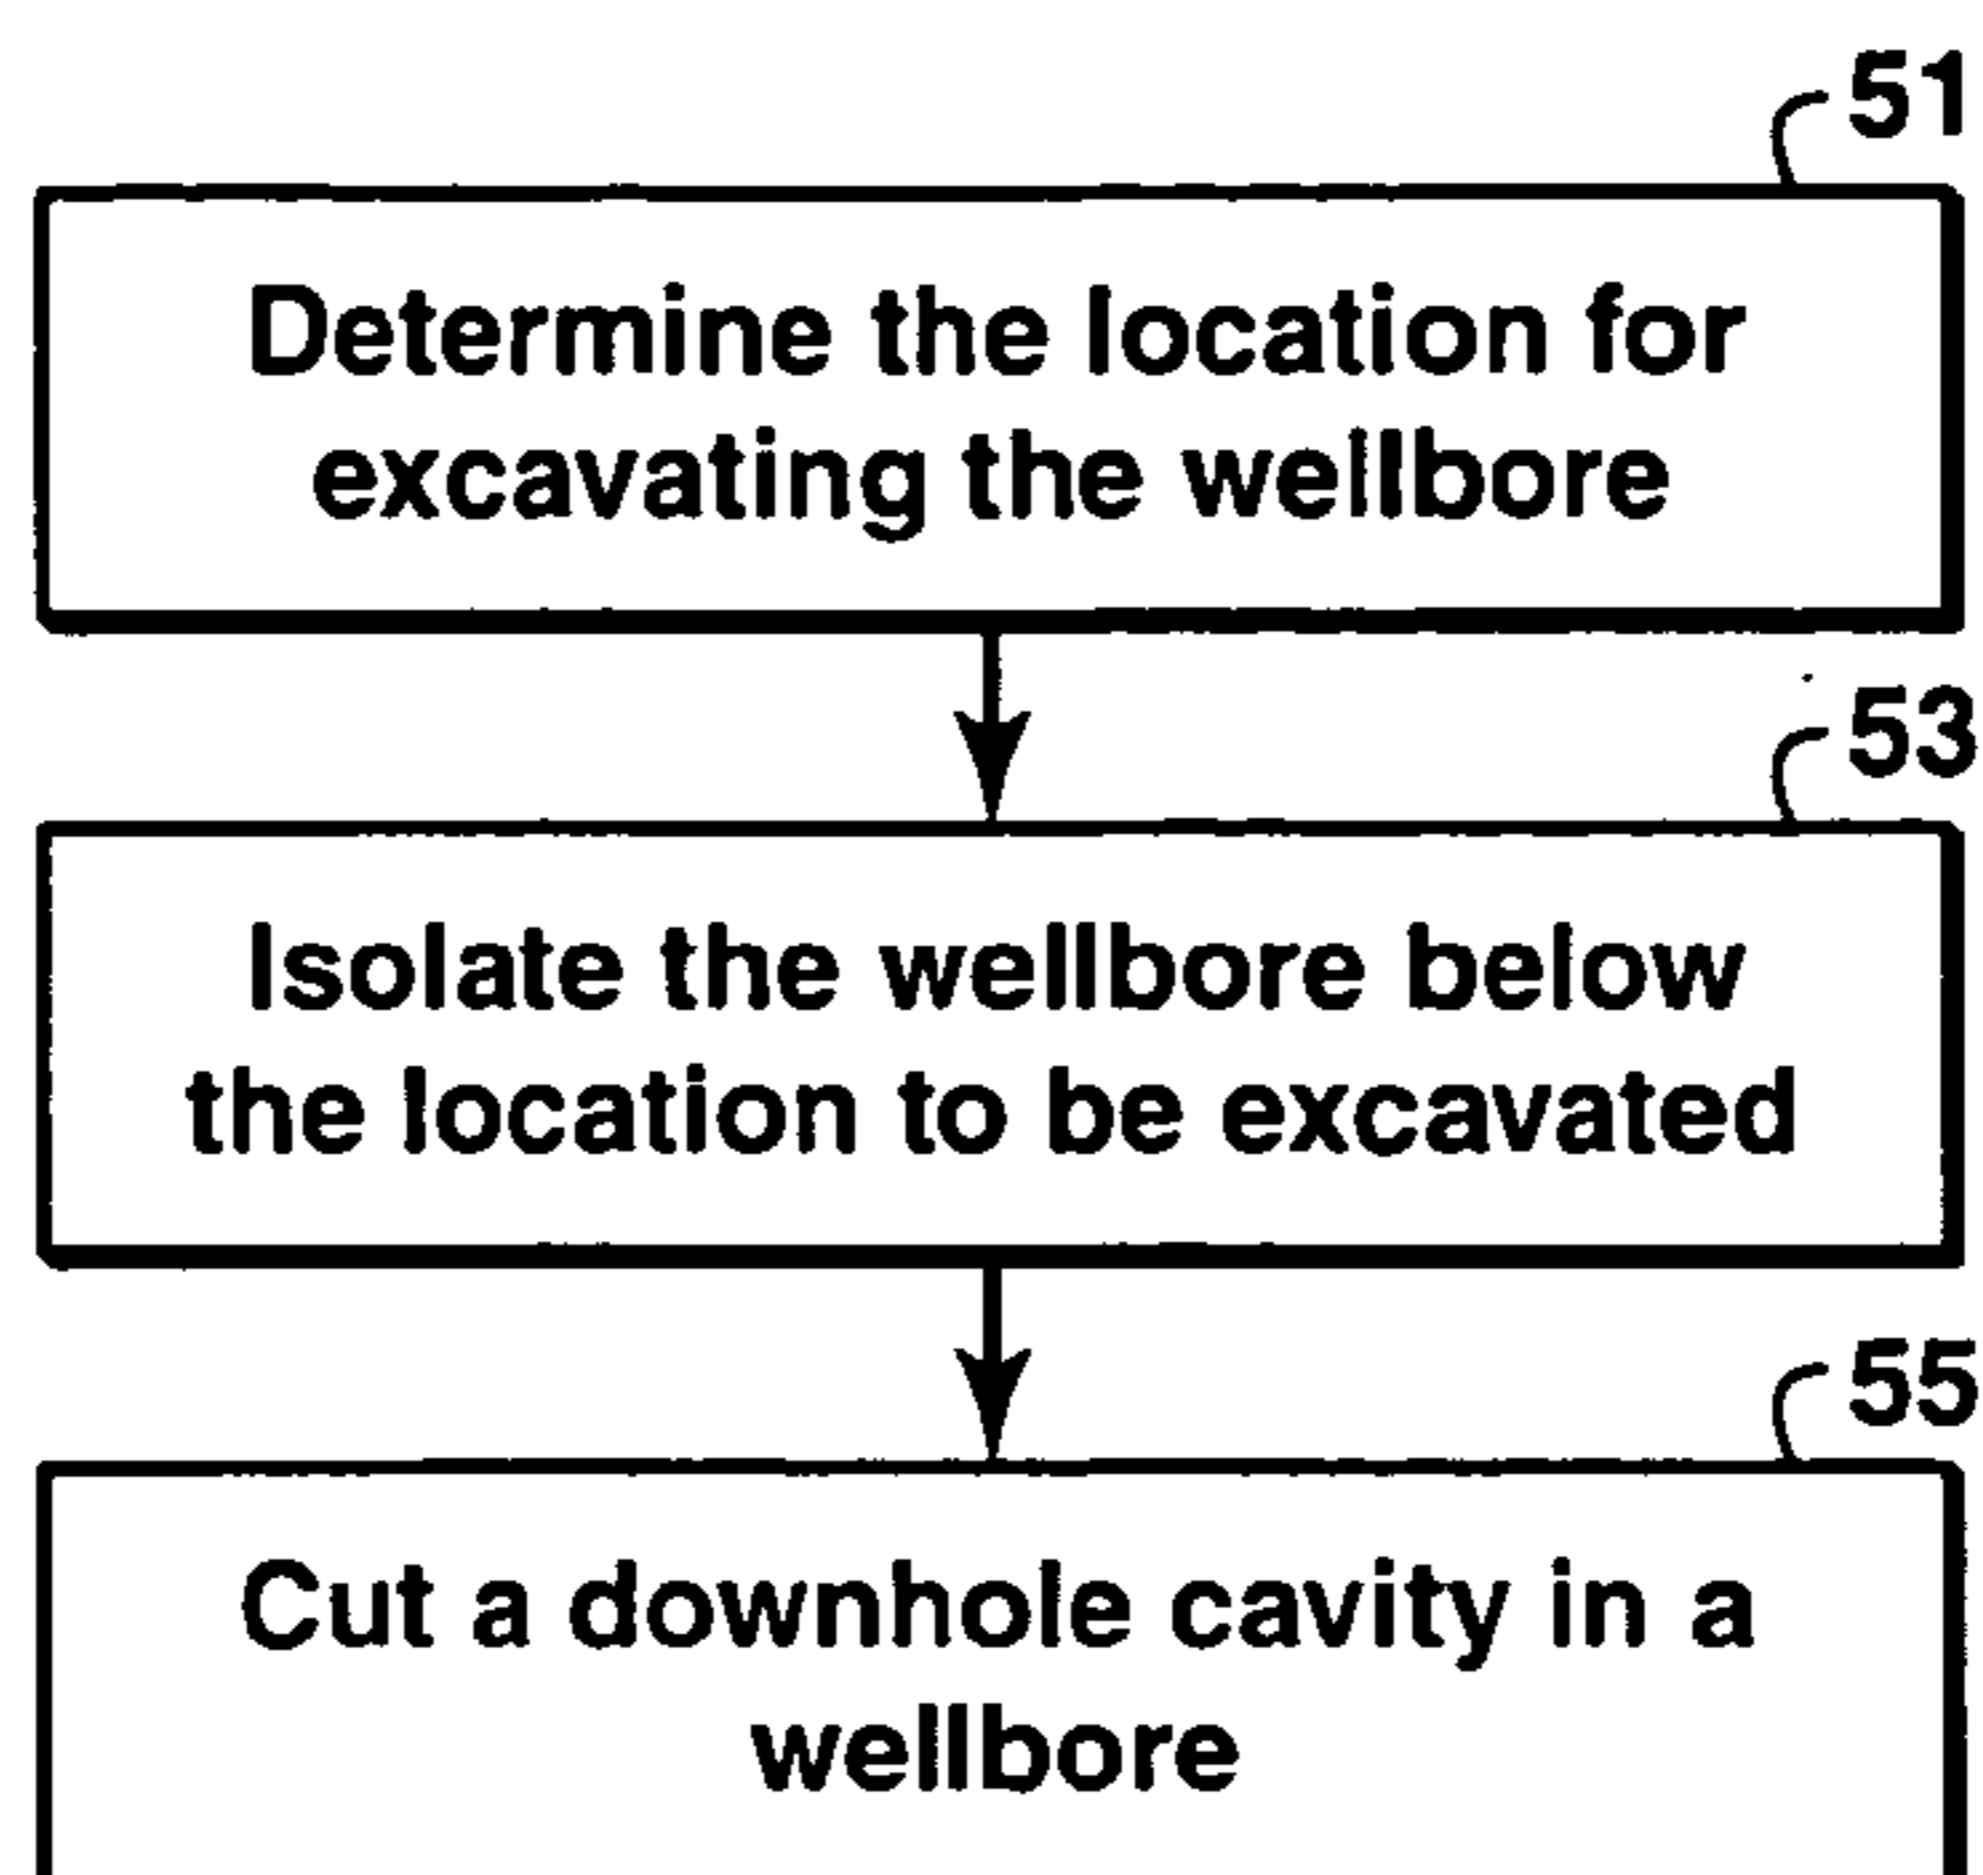 51
Determine the location for
excavating the wellbore
53
Isolate the wellbore below
the location to be excavated
55
Cut a downhole cavity in a
wellbore